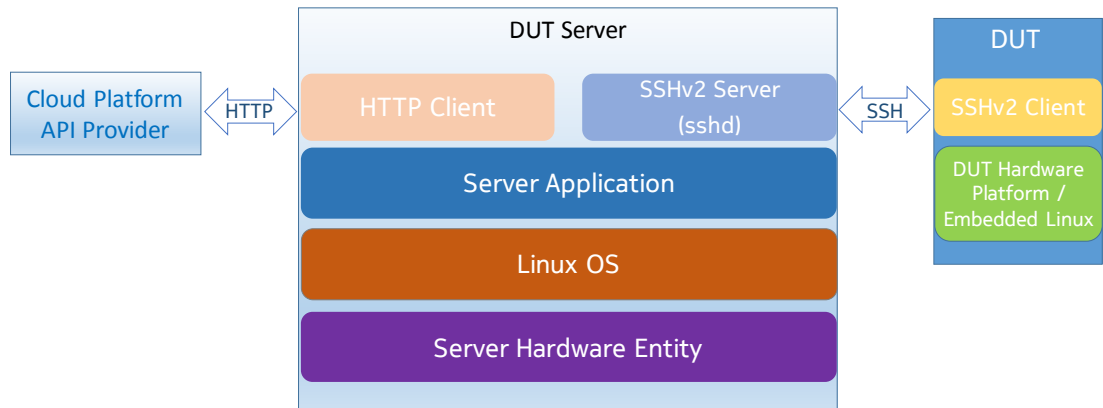 DUT Server
Cloud Platform
API Provider
HTTP
HTTP Client
SSHv2 Server
(sshd)
SSH
DUT
SSHv2 Client
DUT Hardware
Platform /
Embedded Linux
Server Application
Linux OS
Server Hardware Entity